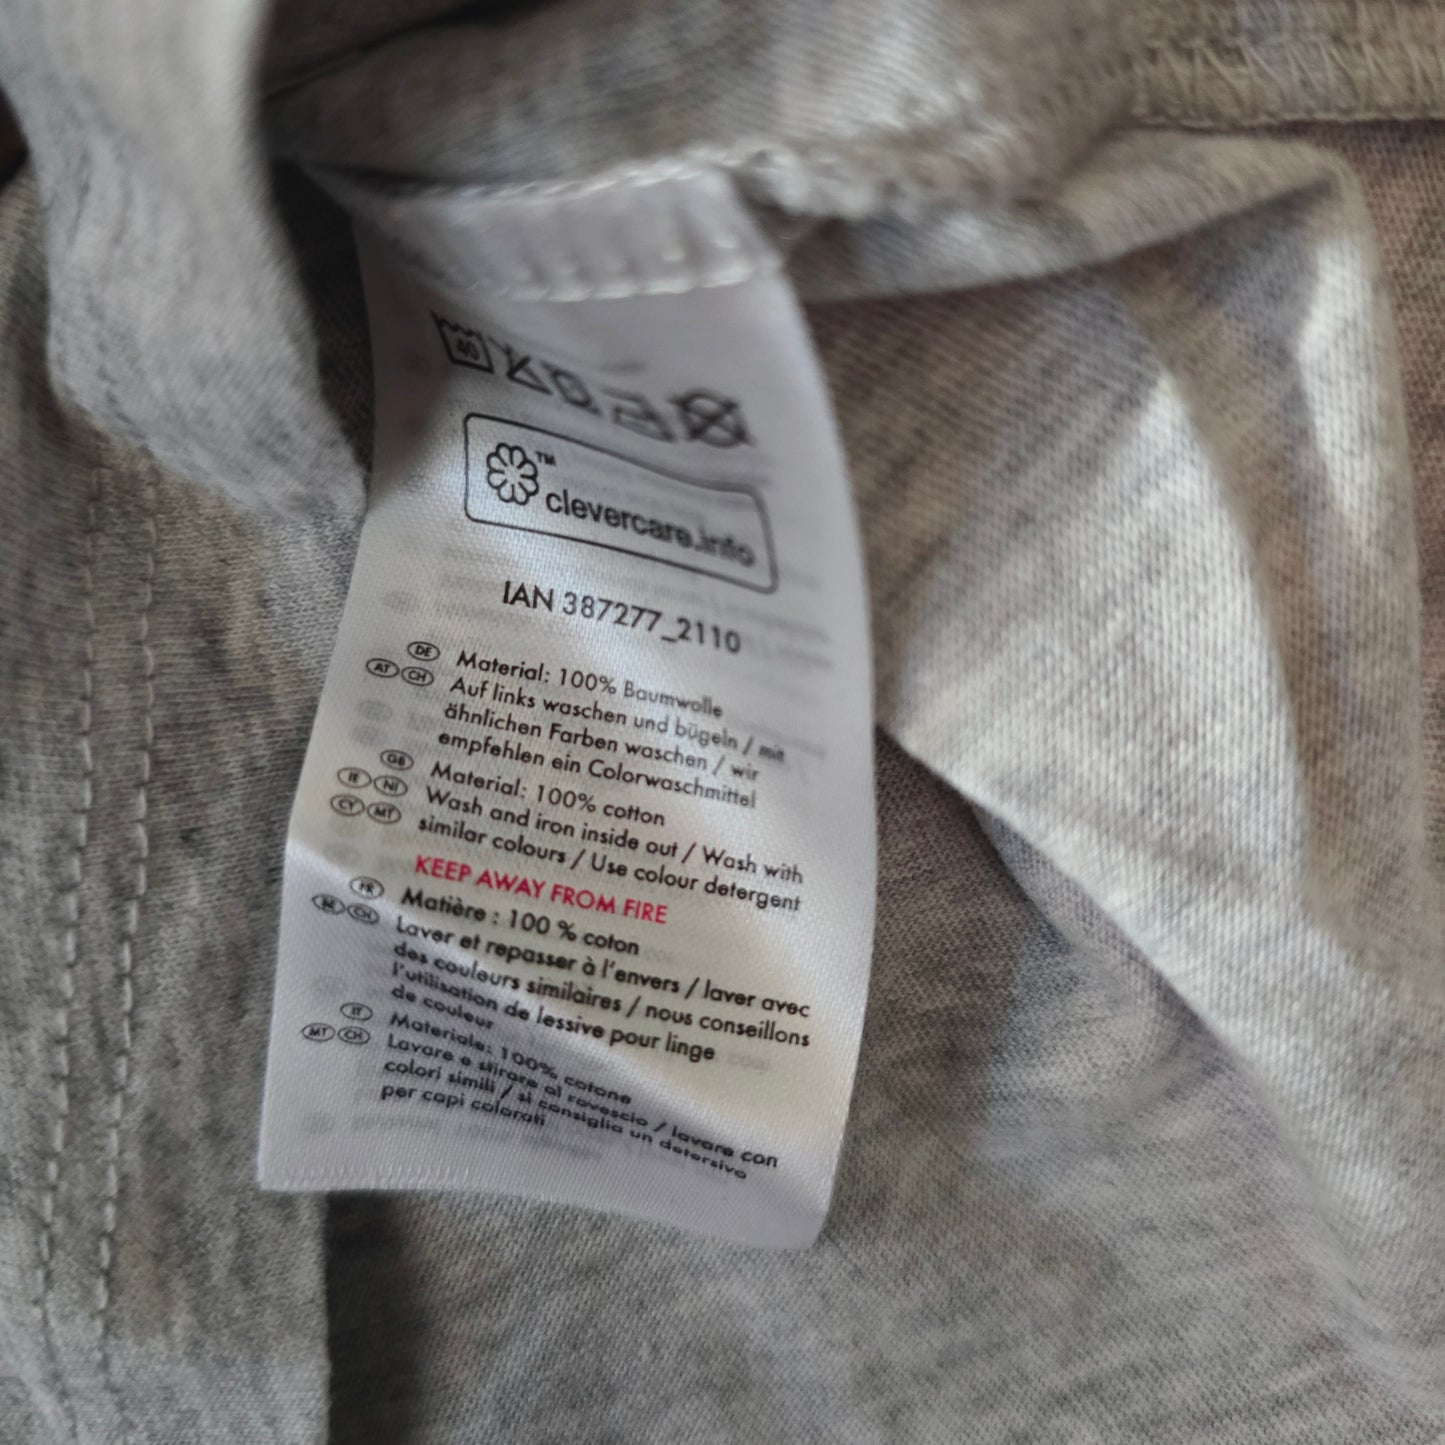 40
TM
clevercare.info
IAN 387277_2110
DE
AT CH
Material: 100% Baumwolle
Auf links waschen und bügeln / mit
ähnlichen Farben waschen / wir
empfehlen ein Colorwaschmittel
GB
IE NI
CY MT
Material: 100% cotton
Wash and iron inside out / Wash with
similar colours / Use colour detergent
KEEP AWAY FROM FIRE
FR
BE CH
Matière : 100 % coton
Laver et repasser à l'envers / laver avec
des couleurs similaires / nous conseillons
l'utilisation de lessive pour linge
de couleur
IT
MT CH
Materiale: 100% cotone
Lavare e stirare al rovescio / lavare con
colori simili / si consiglia un detersivo
per capi colorati